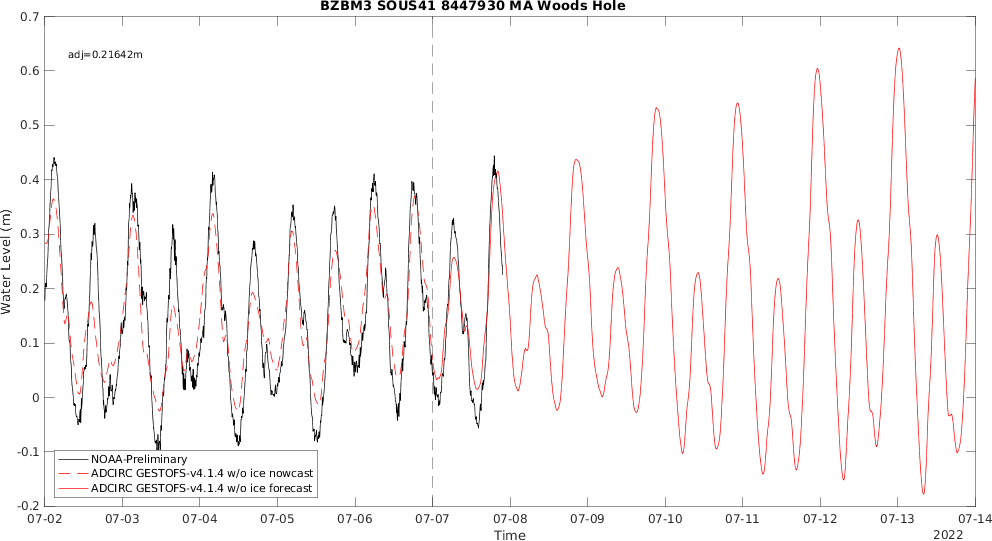 BZBM3 SOUS41 8447930 MA Woods Hole
adj=0.21642m
0.7
0.6
0.5
0.4
0.3
0.2
0.1
0
-0.1
-0.2
Water Level (m)
NOAA-Preliminary
ADCIRC GESTOFS-v4.1.4 w/o ice nowcast
ADCIRC GESTOFS-v4.1.4 w/o ice forecast
07-02 07-03 07-04 07-05 07-06 07-07 07-08 07-09 07-10 07-11 07-12 07-13 07-14
Time
2022